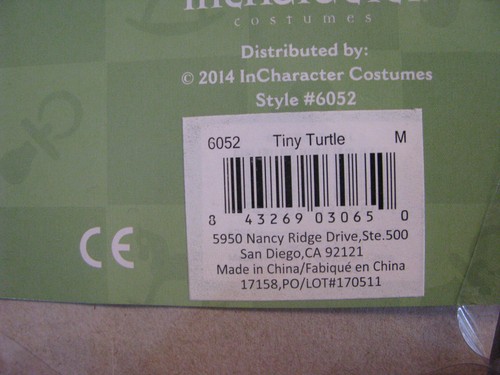 InCharacter
costumes
Distributed by:
© 2014 InCharacter Costumes
Style #6052
6052 Tiny Turtle M
8 43269 03065 0
5950 Nancy Ridge Drive,Ste.500
San Diego,CA 92121
Made in China/Fabiqué en China
17158,PO/LOT#170511
CE